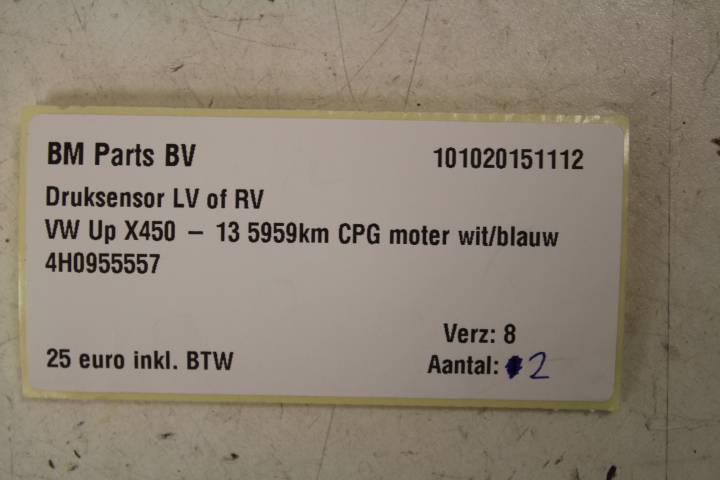 BM Parts BV 101020151112
Druksensor LV of RV
VW Up X450 – 13 5959km CPG moter wit/blauw
4H0955557
Verz: 8
25 euro inkl. BTW Aantal: 2